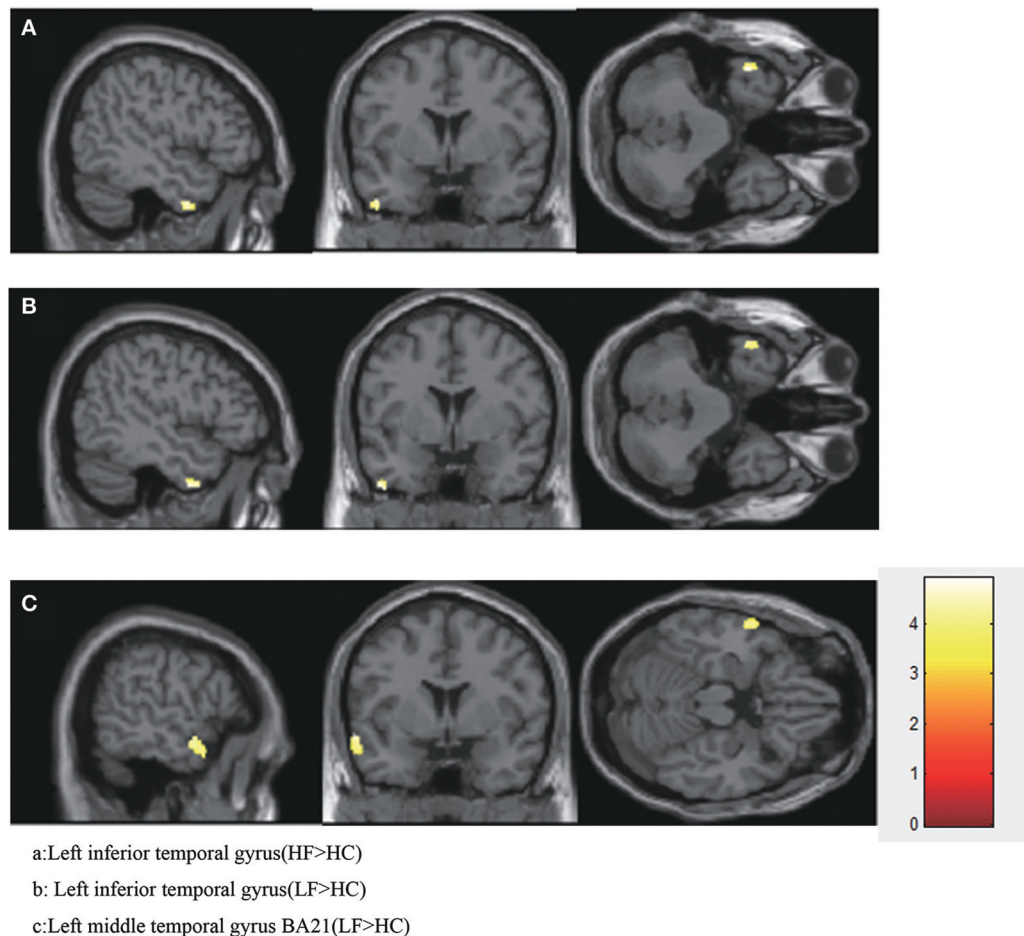 A
B
C
4
3
2
1
0
a:Left inferior temporal gyrus(HF>HC)
b: Left inferior temporal gyrus(LF>HC)
c:Left middle temporal gyrus BA21(LF>HC)